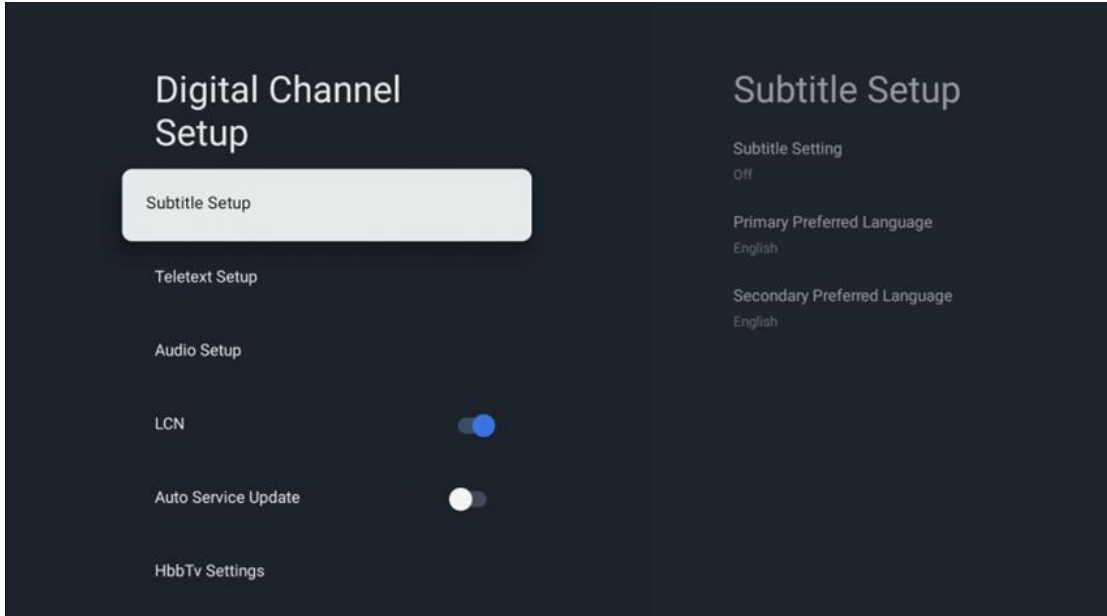 Digital Channel
Setup
Subtitle Setup
Teletext Setup
Audio Setup
LCN
Auto Service Update
HbbTv Settings
Subtitle Setup
Subtitle Setting
Off
Primary Preferred Language
English
Secondary Preferred Language
English